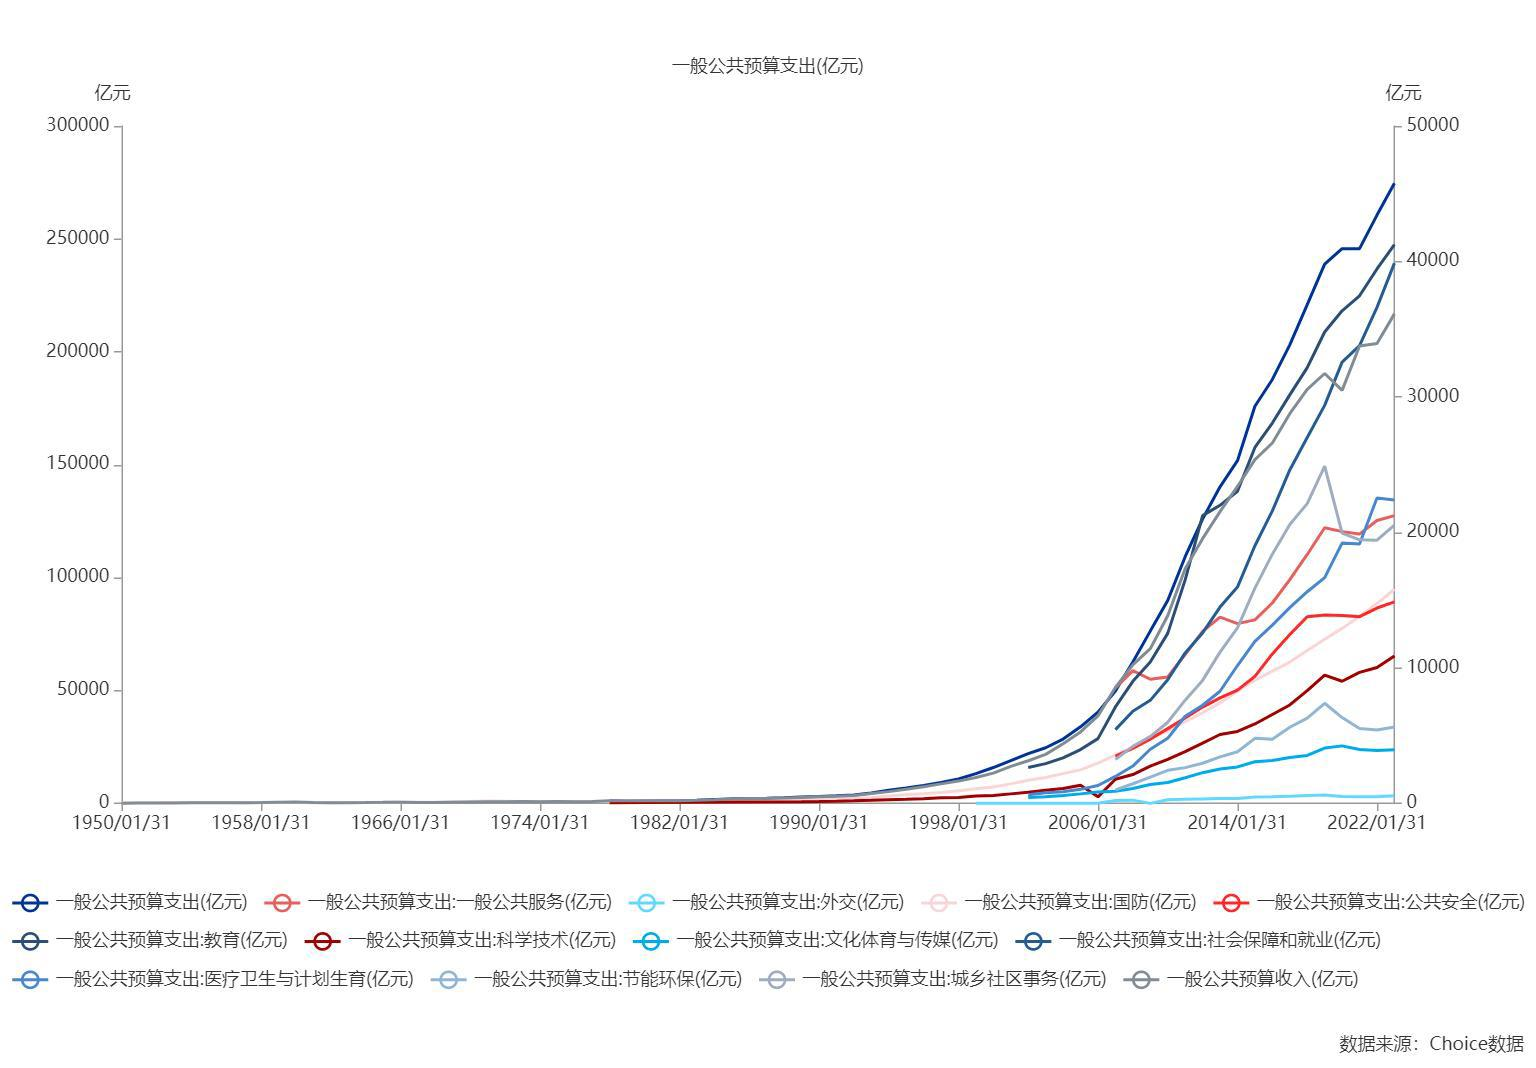 一般公共预算支出(亿元)
亿元 亿元
300000
50000
250000
40000
200000
30000
150000
20000
100000
10000
50000
0 0
1950/01/31 1958/01/31 1966/01/31 1974/01/31 1982/01/31 1990/01/31 1998/01/31 2006/01/31 2014/01/31 2022/01/31
一般公共预算支出(亿元) 一般公共预算支出:一般公共服务(亿元) 一般公共预算支出:外交(亿元) 一般公共预算支出:国防(亿元) 一般公共预算支出:公共安全(亿元)
一般公共预算支出:教育(亿元) 一般公共预算支出:科学技术(亿元) 一般公共预算支出:文化体育与传媒(亿元) 一般公共预算支出:社会保障和就业(亿元)
一般公共预算支出:医疗卫生与计划生育(亿元) 一般公共预算支出:节能环保(亿元) 一般公共预算支出:城乡社区事务(亿元) 一般公共预算收入(亿元)
数据来源：Choice数据